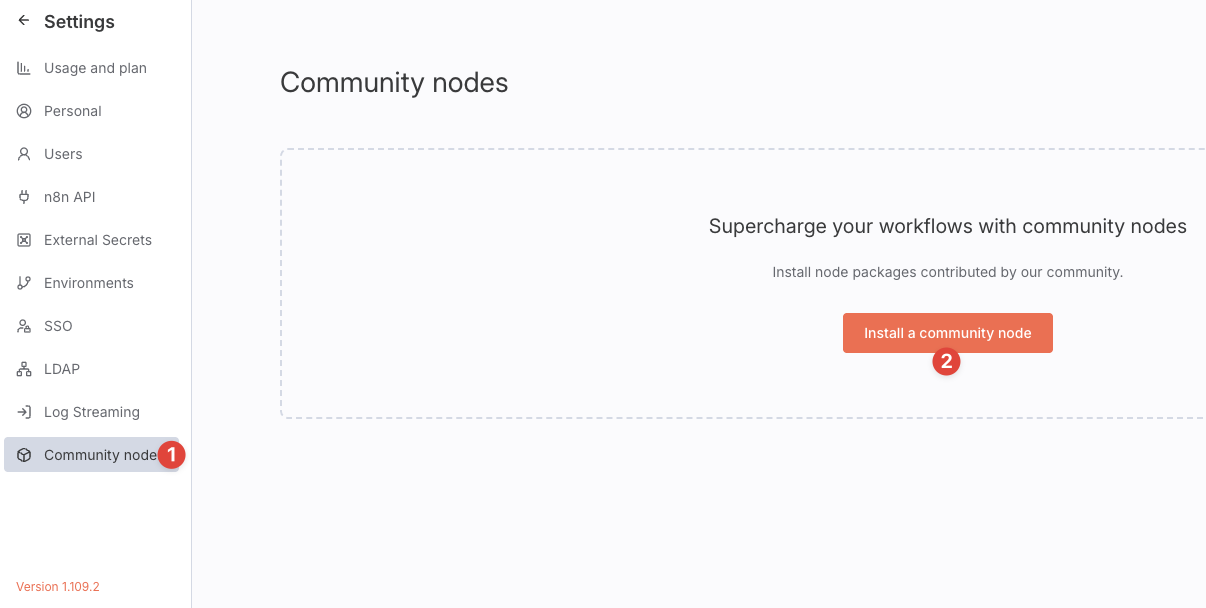 Settings
Usage and plan
Personal
Users
n8n API
External Secrets
Environments
SSO
LDAP
Log Streaming
Community node
1
Version 1.109.2
Community nodes
Supercharge your workflows with community nodes
Install node packages contributed by our community.
Install a community node
2